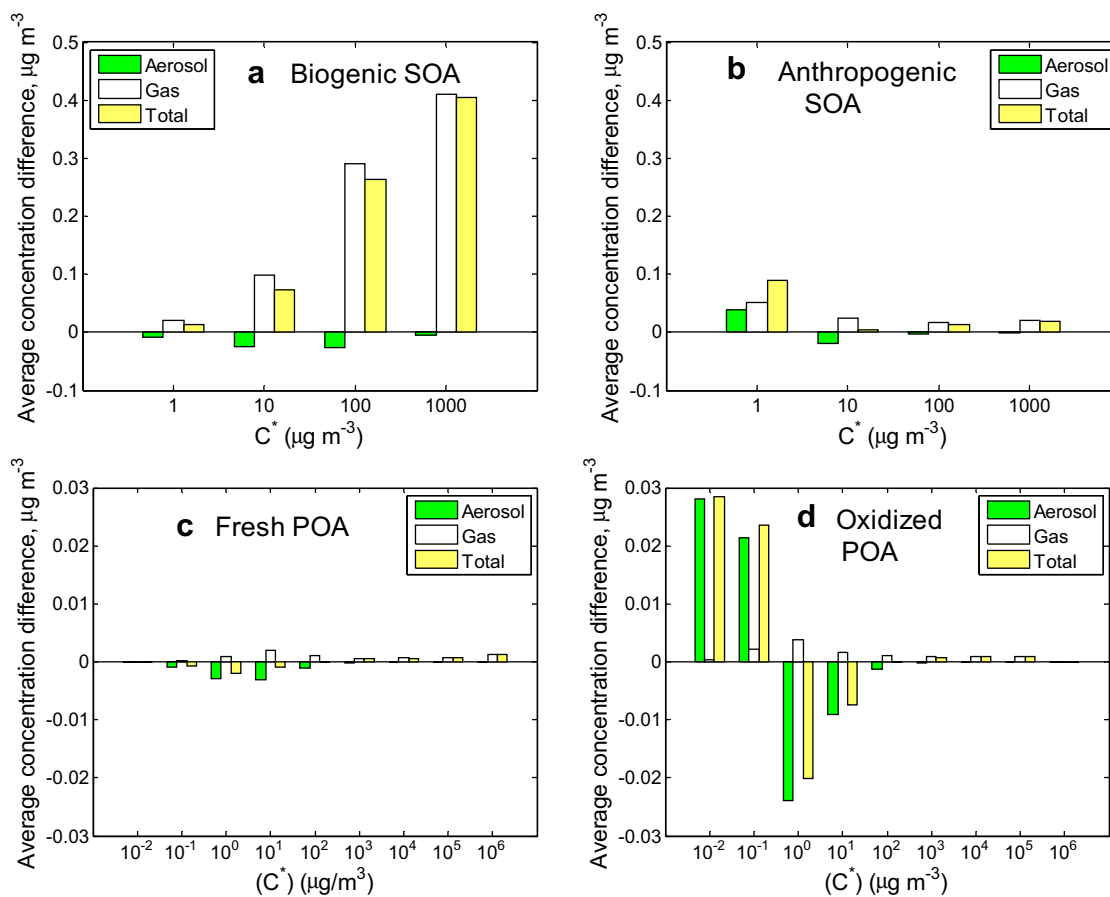 Average concentration difference, μg m⁻³
0.5
0.4
0.3
0.2
0.1
0
-0.1
Aerosol
Gas
Total
a Biogenic SOA
1 10 100 1000
C* (μg m⁻³)
Average concentration difference, μg m⁻³
0.5
0.4
0.3
0.2
0.1
0
-0.1
b Anthropogenic
SOA
Aerosol
Gas
Total
1 10 100 1000
C* (μg m⁻³)
Average concentration difference, μg m⁻³
0.03
0.02
0.01
0
-0.01
-0.02
-0.03
c Fresh POA
Aerosol
Gas
Total
10⁻² 10⁻¹ 10⁰ 10¹ 10² 10³ 10⁴ 10⁵ 10⁶
(C*) (μg/m³)
Average concentration difference, μg m⁻³
0.03
0.02
0.01
0
-0.01
-0.02
-0.03
d Oxidized
POA
Aerosol
Gas
Total
10⁻² 10⁻¹ 10⁰ 10¹ 10² 10³ 10⁴ 10⁵ 10⁶
(C*) (μg m⁻³)